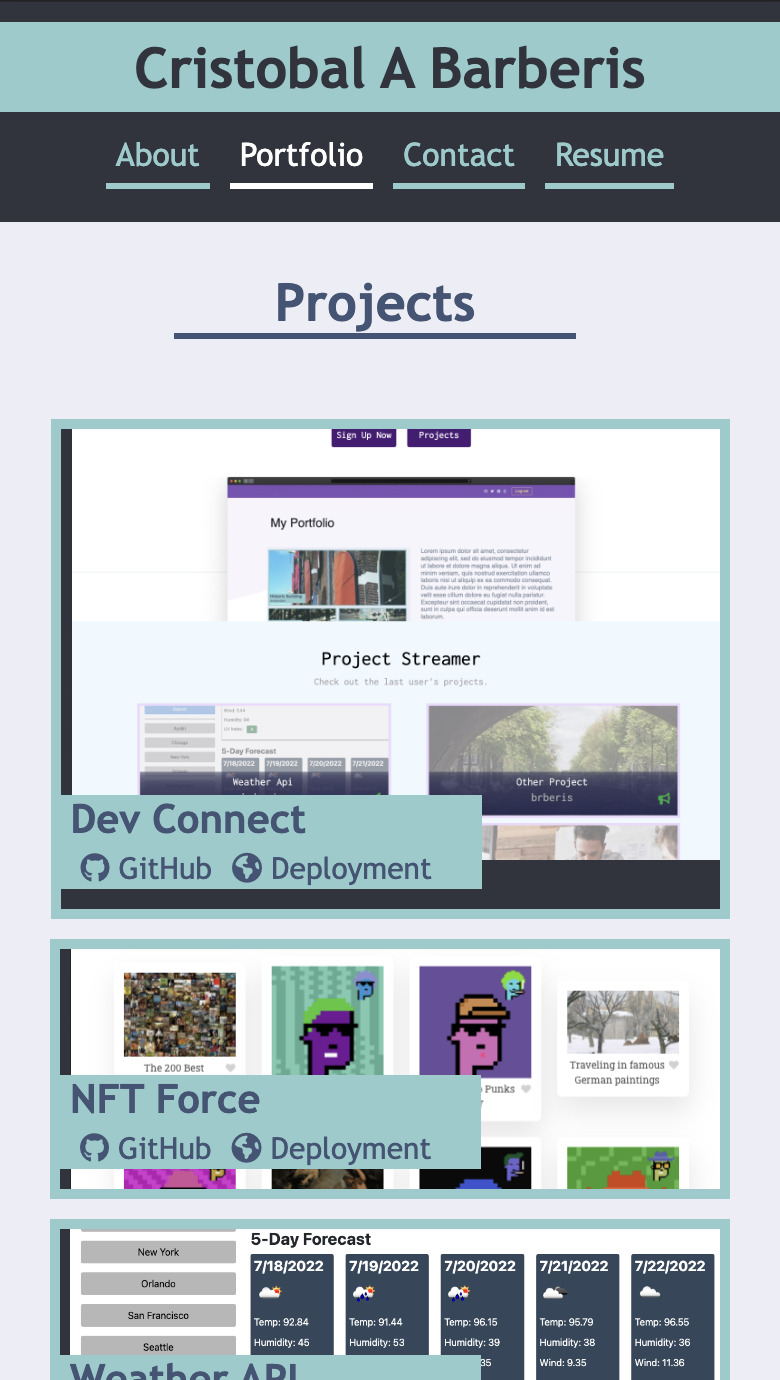 Cristobal A Barberis
About Portfolio Contact Resume
Projects
Sign Up Now Projects
My Portfolio
Lorem ipsum dolor sit amet, consectetur
adipiscing elit, sed do eiusmod tempor incididunt
ut labore et dolore magna aliqua. Ut enim ad
minim veniam, quis nostrud exercitation ullamco
laboris nisi ut aliquip ex ea commodo consequat.
Duis aute irure dolor in reprehenderit in voluptate
velit esse cillum dolore eu fugiat nulla pariatur.
Excepteur sint occaecat cupidatat non proident,
sunt in culpa qui officia deserunt mollit anim id est
laborum.
Project Streamer
Check out the last user's projects.
Austin
Chicago
New York
Humidity: 44
UV Index:
5-Day Forecast
7/18/2022 7/19/2022 7/20/2022 7/21/2022
Weather Api
Other Project
brberis
Dev Connect
GitHub Deployment
The 200 Best
Punks
Traveling in famous
German paintings
NFT Force
GitHub Deployment
New York
Orlando
San Francisco
Seattle
5-Day Forecast
7/18/2022 7/19/2022 7/20/2022 7/21/2022 7/22/2022
Temp: 92.84 Temp: 91.44 Temp: 96.15 Temp: 95.79 Temp: 96.55
Humidity: 45 Humidity: 53 Humidity: 39 Humidity: 38 Humidity: 36
35 Wind: 9.35 Wind: 11.36
Weather API